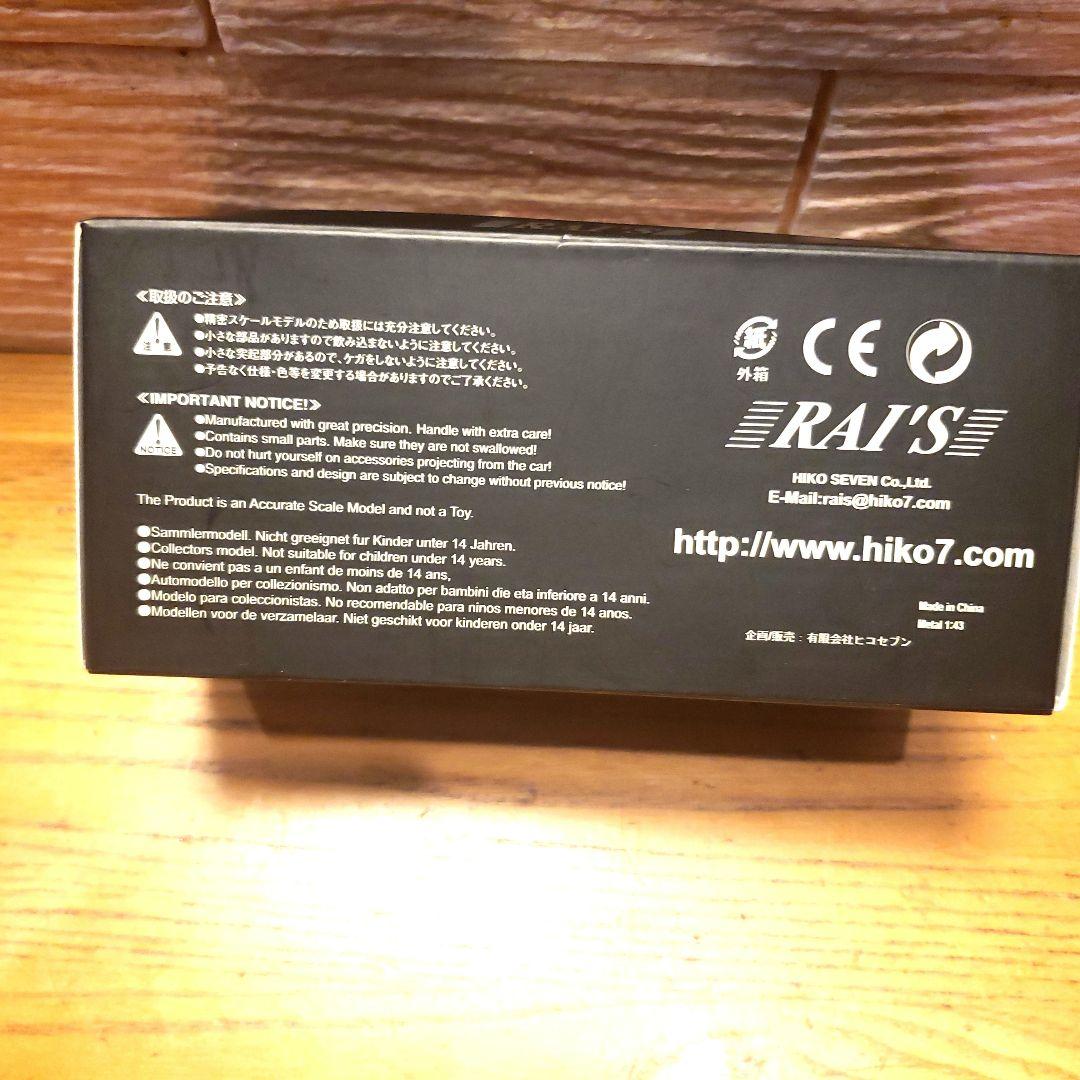 RAI'S
≪取扱のご注意≫
注意
●精密スケールモデルのため取扱には充分注意してください。
●小さな部品がありますので飲み込まないように注意してください。
●小さな突起部分があるので、ケガをしないように注意してください。
●予告なく仕様・色等を変更する場合がありますのでご了承ください。
≪IMPORTANT NOTICE!≫
NOTICE
●Manufactured with great precision. Handle with extra care!
●Contains small parts. Make sure they are not swallowed!
●Do not hurt yourself on accessories projecting from the car!
●Specifications and design are subject to change without previous notice!
The Product is an Accurate Scale Model and not a Toy.
●Sammlermodell. Nicht greeignet fur Kinder unter 14 Jahren.
●Collectors model. Not suitable for children under 14 years.
●Ne convient pas a un enfant de moins de 14 ans,
●Automodello per collezionismo. Non adatto per bambini die eta inferiore a 14 anni.
●Modelo para coleccionistas. No recomendable para ninos menores de 14 anos.
●Modellen voor de verzamelaar. Niet geschikt voor kinderen onder 14 jaar.
紙
外箱
CE
RAI'S
HIKO SEVEN Co.,Ltd.
E-Mail:rais@hiko7.com
http://www.hiko7.com
Made in China
Metal 1:43
企画/販売：有限会社ヒコセブン